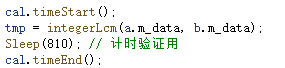 cal.timeStart();
tmp = integerLcm(a.m_data, b.m_data);
Sleep(810); // 计时验证用
cal.timeEnd();